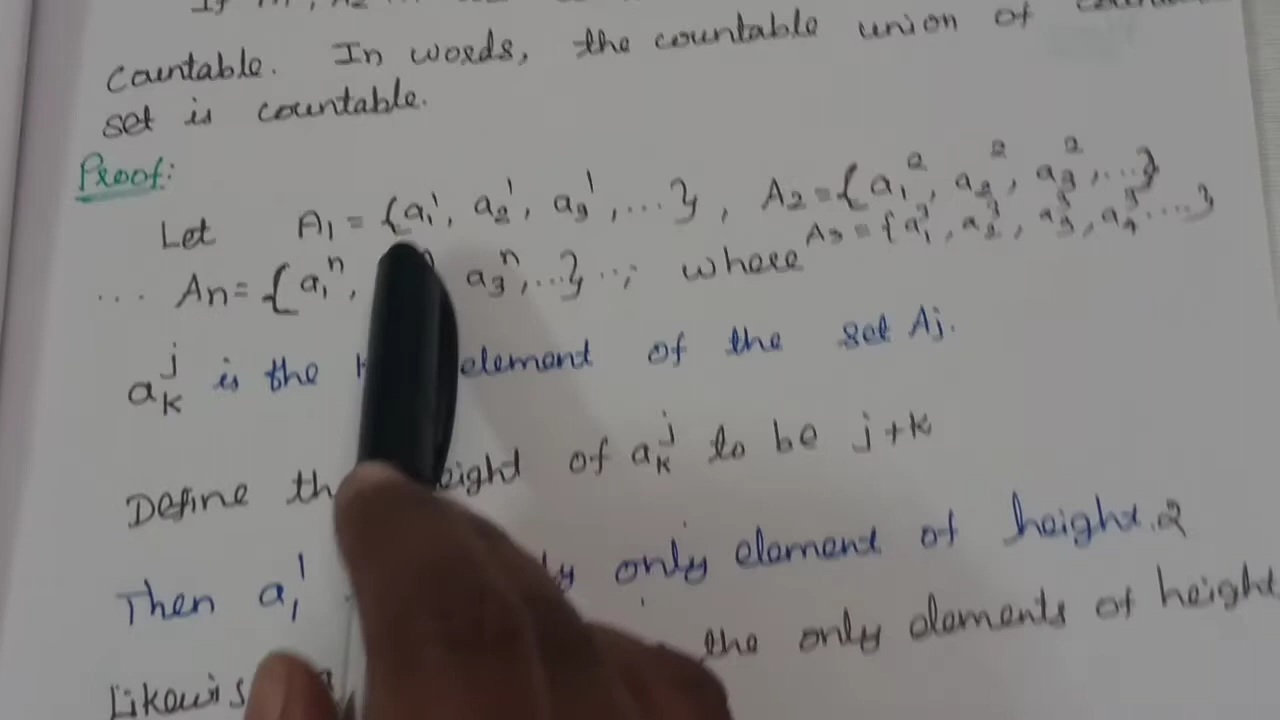 countable. In words, the countable union of
set is countable.
Proof:
Let A₁ = {a₁¹, a₂¹, a₃¹, ...}, A₂ = {a₁², a₂², a₃², ...}
A₃ = {a₁³, a₂³, a₃³, a₄³ ....}
... An = {a₁ⁿ, a₃ⁿ, ...} ..., where
a_k^j is the element of the set Aj.
Define the height of a_k^j to be j+k
Then a₁¹ only element of height 2
Likewis the only elements of height